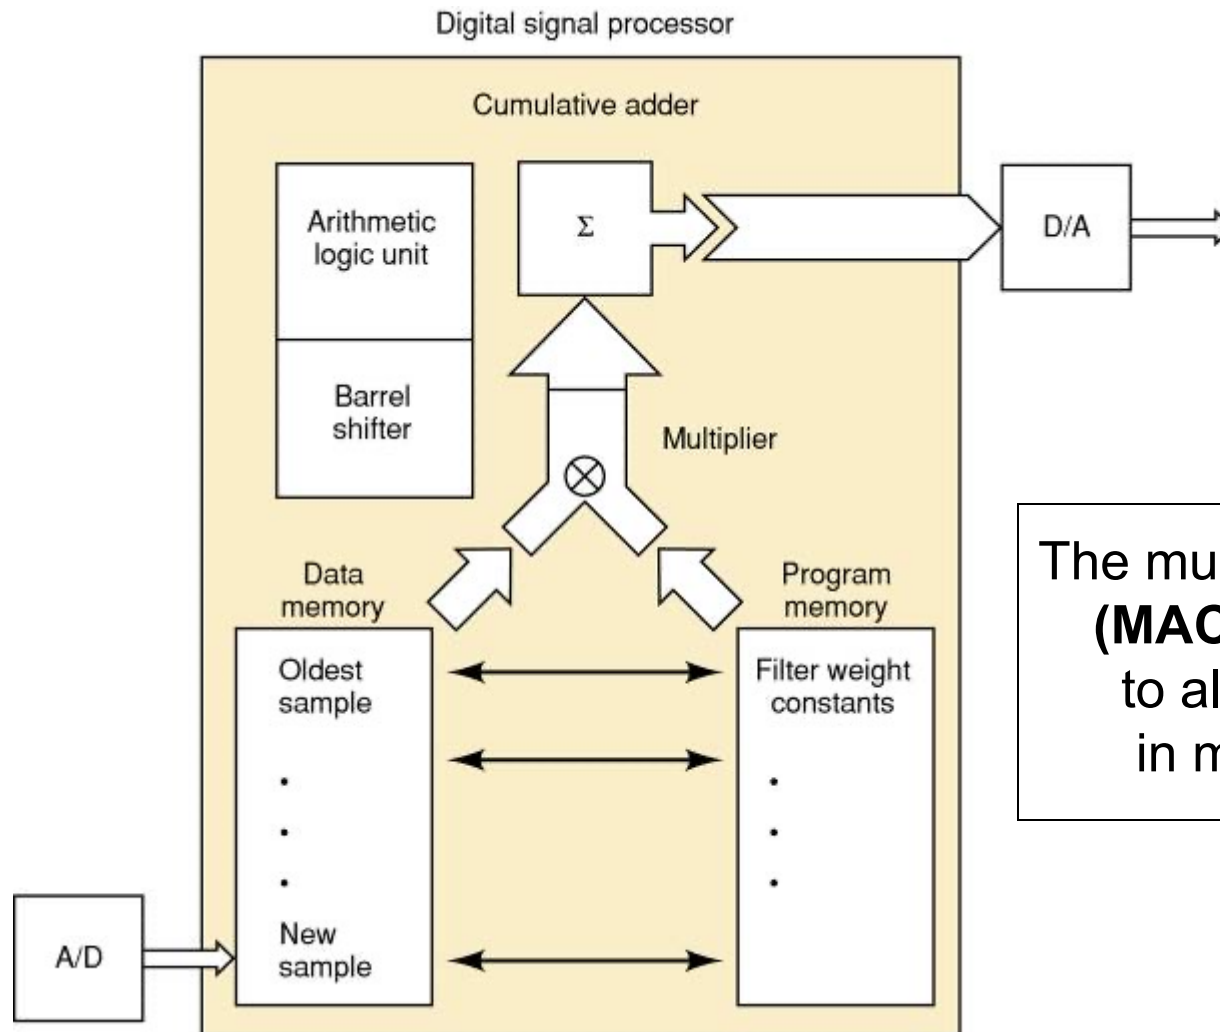 Digital signal processor
Cumulative adder
Arithmetic
logic unit
Σ
D/A
Barrel
shifter
Multiplier
Data
memory
Program
memory
Oldest
sample
Filter weight
constants
New
sample
A/D
The mu
(MAC
to al
in m